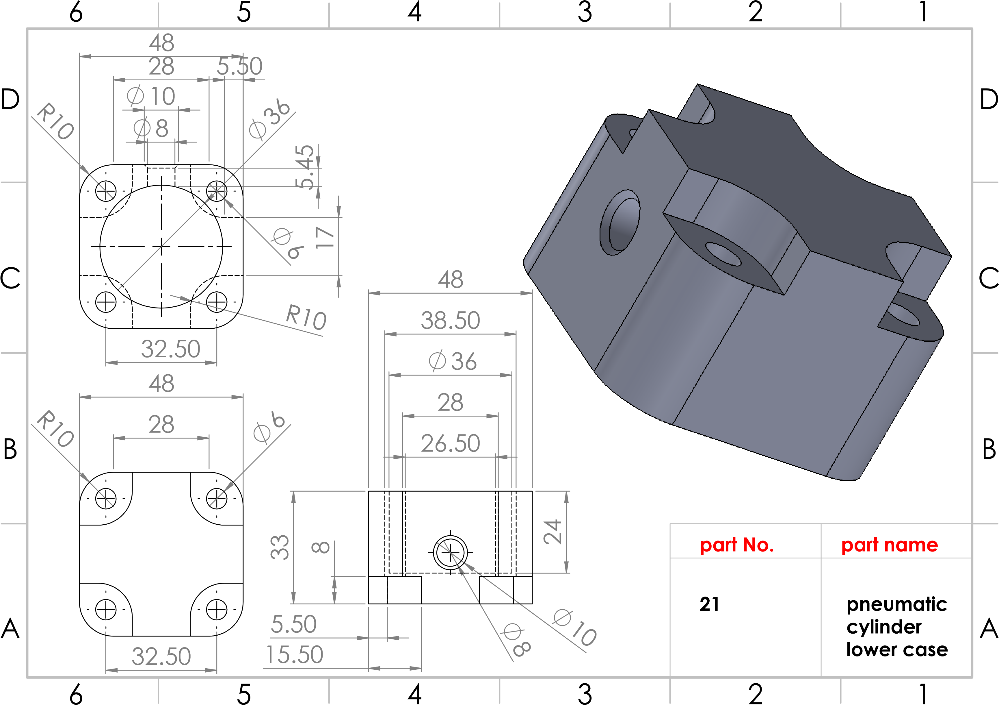 6 5 4 3 2 1
D D
C C
B B
A A
48
28 5.50
⌀10
⌀8
R10
⌀36
5.45
17
⌀6
R10
32.50
48
28
R10
⌀6
32.50
48
38.50
⌀36
28
26.50
33
8
24
5.50
15.50
⌀8
⌀10
part No. part name
21 pneumatic
cylinder
lower case
6 5 4 3 2 1